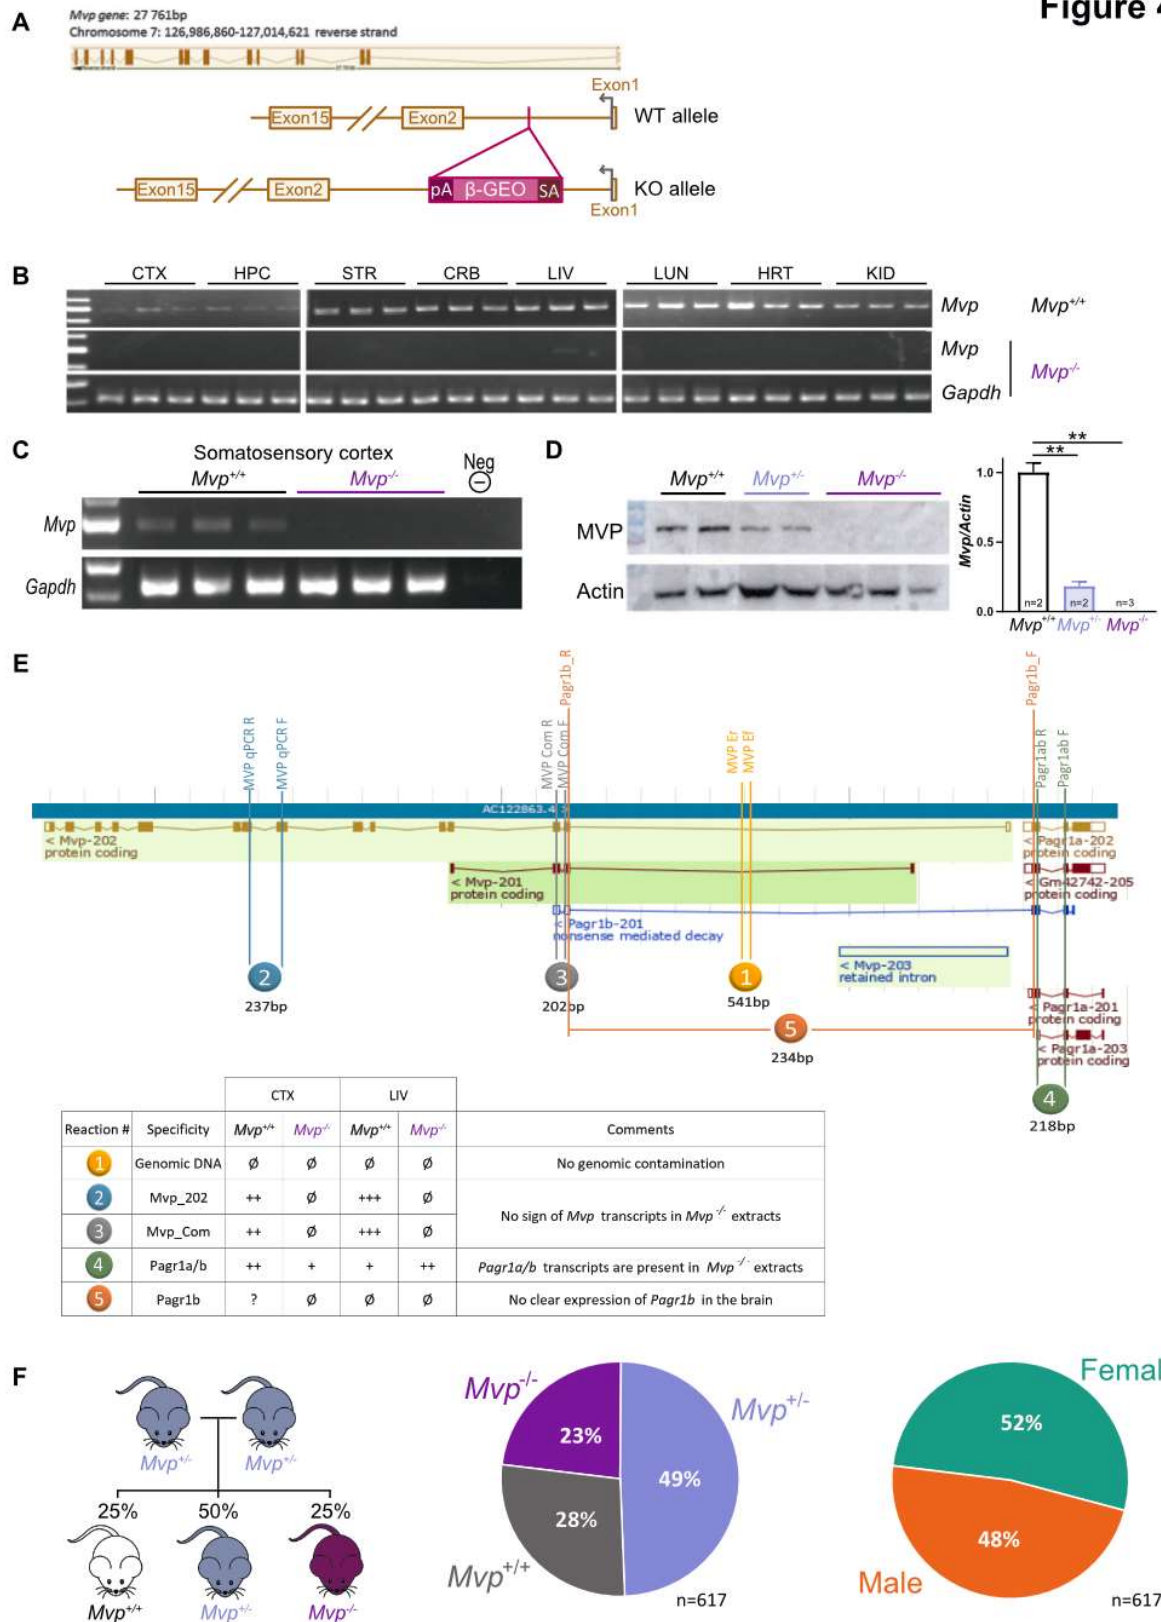 Figure 4
A
Mvp gene: 27 761bp
Chromosome 7: 126,986,860-127,014,621 reverse strand
Exon1
Exon15
Exon2
WT allele
Exon15
Exon2
pA
β-GEO
SA
KO allele
Exon1
B
CTX
HPC
STR
CRB
LIV
LUN
HRT
KID
Mvp
Mvp+/+
Mvp
Mvp-/-
Gapdh
C
Somatosensory cortex
Mvp+/+
Mvp-/-
Neg
Mvp
Gapdh
D
Mvp+/+
Mvp+/-
Mvp-/-
MVP
Actin
**
**
Mvp/Actin
1.0
0.5
0.0
n=2
n=2
n=3
Mvp+/+
Mvp+/-
Mvp-/-
E
MVP qPCR R
MVP qPCR F
MVP Com R
MVP Com F
Pagr1b_R
MVP Er
MVP Ef
Pagr1b_F
Pagr1ab R
Pagr1ab F
AC122863.4 >
< Mvp-202
protein coding
< Pagr1a-202
protein coding
< Mvp-201
protein coding
< Gm42742-205
protein coding
< Pagr1b-201
nonsense mediated decay
< Mvp-203
retained intron
2
237bp
3
202bp
1
541bp
< Pagr1a-201
protein coding
5
234bp
< Pagr1a-203
protein coding
4
218bp
CTX
LIV
Reaction #
Specificity
Mvp+/+
Mvp-/-
Mvp+/+
Mvp-/-
Comments
1
Genomic DNA
Ø
Ø
Ø
Ø
No genomic contamination
2
Mvp_202
++
Ø
+++
Ø
No sign of Mvp transcripts in Mvp-/- extracts
3
Mvp_Com
++
Ø
+++
Ø
4
Pagr1a/b
++
+
+
++
Pagr1a/b transcripts are present in Mvp-/- extracts
5
Pagr1b
?
Ø
Ø
Ø
No clear expression of Pagr1b in the brain
F
Mvp+/-
Mvp+/-
25%
50%
25%
Mvp+/+
Mvp+/-
Mvp-/-
Mvp-/-
23%
Mvp+/-
49%
28%
Mvp+/+
n=617
Femal
52%
48%
Male
n=617